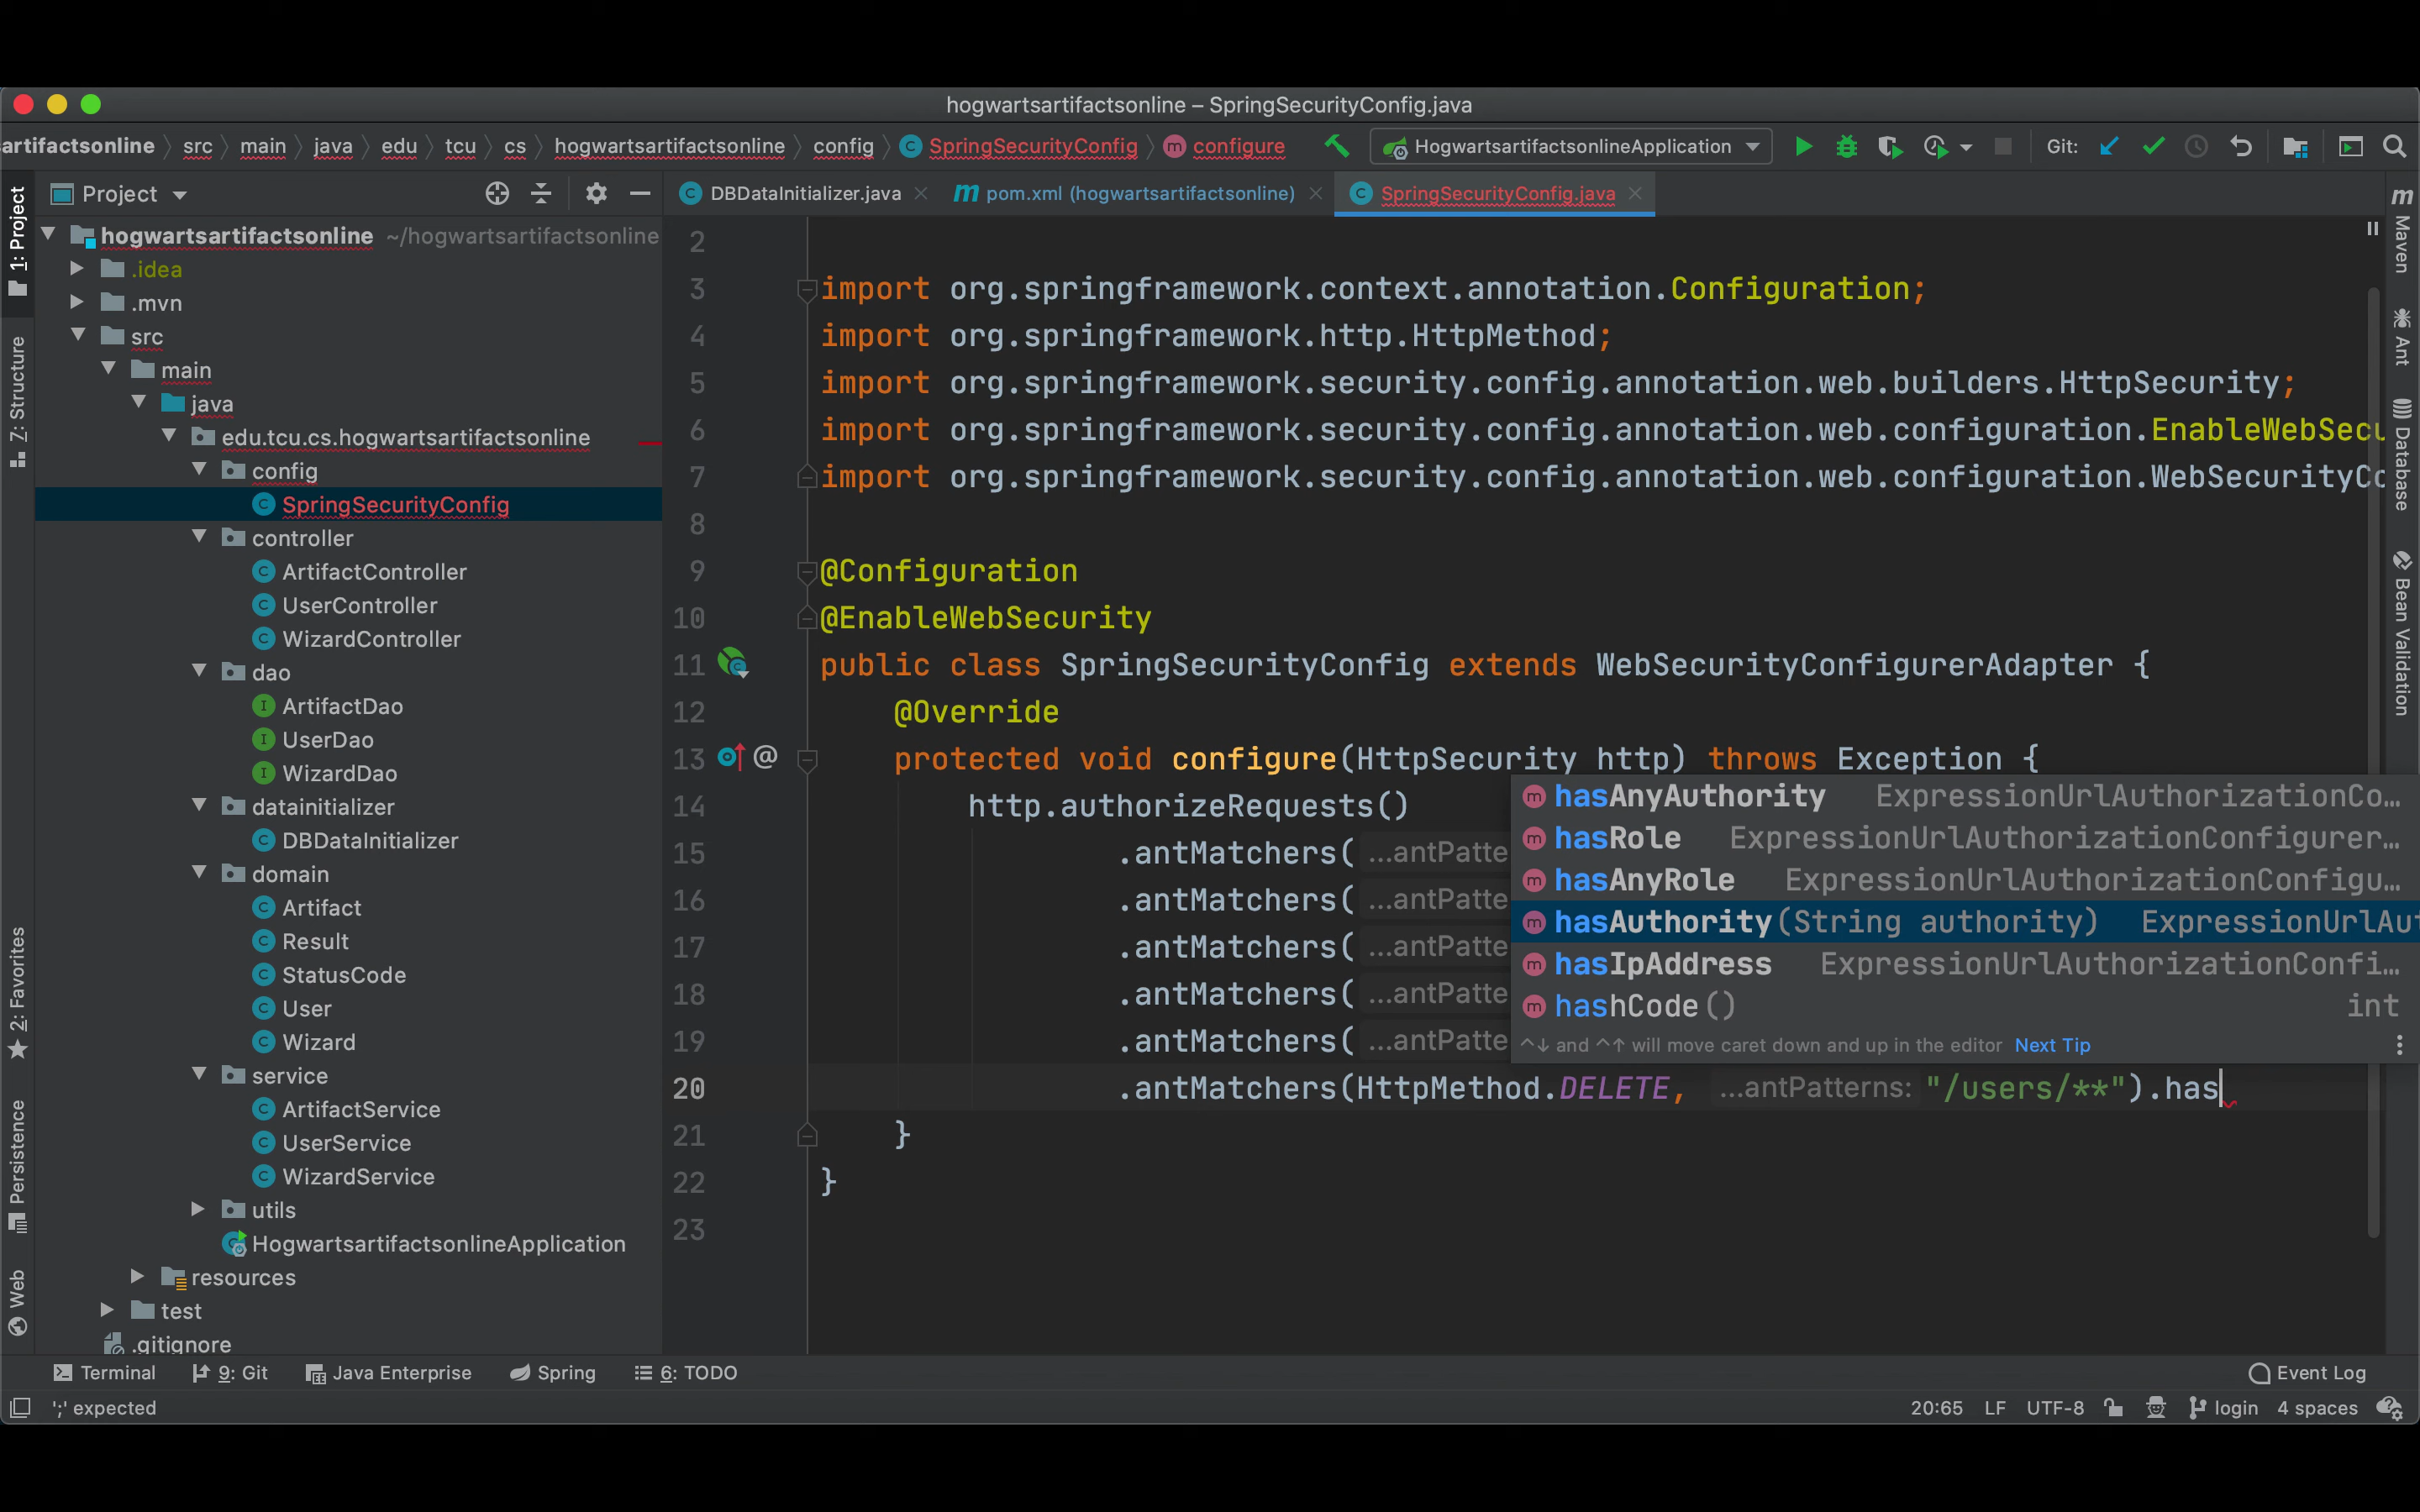 hogwartsartifactsonline – SpringSecurityConfig.java
artifactsonline src main java edu tcu cs hogwartsartifactsonline config SpringSecurityConfig configure HogwartsartifactsonlineApplication Git:
Project
DBDataInitializer.java pom.xml (hogwartsartifactsonline) SpringSecurityConfig.java
1: Project
7: Structure
2: Favorites
Persistence
Web
hogwartsartifactsonline ~/hogwartsartifactsonline
.idea
.mvn
src
main
java
edu.tcu.cs.hogwartsartifactsonline
config
SpringSecurityConfig
controller
ArtifactController
UserController
WizardController
dao
ArtifactDao
UserDao
WizardDao
datainitializer
DBDataInitializer
domain
Artifact
Result
StatusCode
User
Wizard
service
ArtifactService
UserService
WizardService
utils
HogwartsartifactsonlineApplication
resources
test
.gitignore
2
3 import org.springframework.context.annotation.Configuration;
4 import org.springframework.http.HttpMethod;
5 import org.springframework.security.config.annotation.web.builders.HttpSecurity;
6 import org.springframework.security.config.annotation.web.configuration.EnableWebSecu
7 import org.springframework.security.config.annotation.web.configuration.WebSecurityCo
8
9 @Configuration
10 @EnableWebSecurity
11 public class SpringSecurityConfig extends WebSecurityConfigurerAdapter {
12 @Override
13 protected void configure(HttpSecurity http) throws Exception {
14 http.authorizeRequests()
15 .antMatchers( ...antPatte
16 .antMatchers( ...antPatte
17 .antMatchers( ...antPatte
18 .antMatchers( ...antPatte
19 .antMatchers( ...antPatte
20 .antMatchers(HttpMethod.DELETE, ...antPatterns: "/users/**").has
21 }
22 }
23
hasAnyAuthority ExpressionUrlAuthorizationCo...
hasRole ExpressionUrlAuthorizationConfigurer...
hasAnyRole ExpressionUrlAuthorizationConfigu...
hasAuthority(String authority) ExpressionUrlAut
hasIpAddress ExpressionUrlAuthorizationConfi...
hashCode() int
^↓ and ^↑ will move caret down and up in the editor Next Tip
m Maven
Ant
Database
Bean Validation
Terminal 9: Git Java Enterprise Spring 6: TODO Event Log
';' expected 20:65 LF UTF-8 login 4 spaces